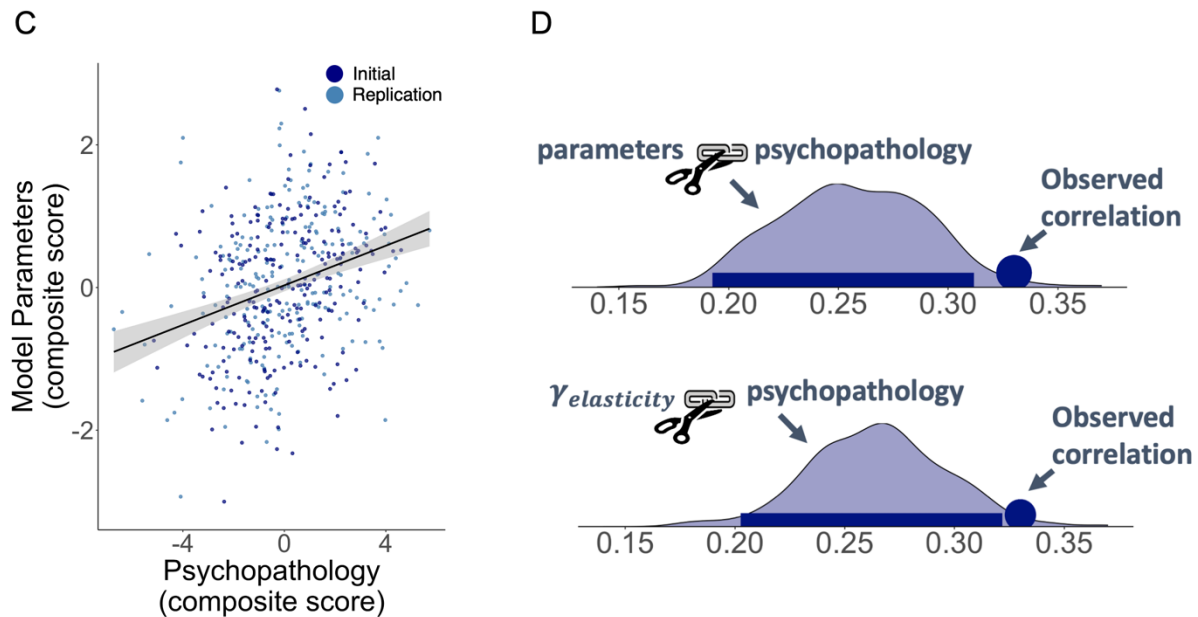 C
Initial
Replication
Model Parameters
(composite score)
2
0
-2
-4
0
4
Psychopathology
(composite score)
D
parameters psychopathology
Observed
correlation
0.15 0.20 0.25 0.30 0.35
γelasticity psychopathology
Observed
correlation
0.15 0.20 0.25 0.30 0.35